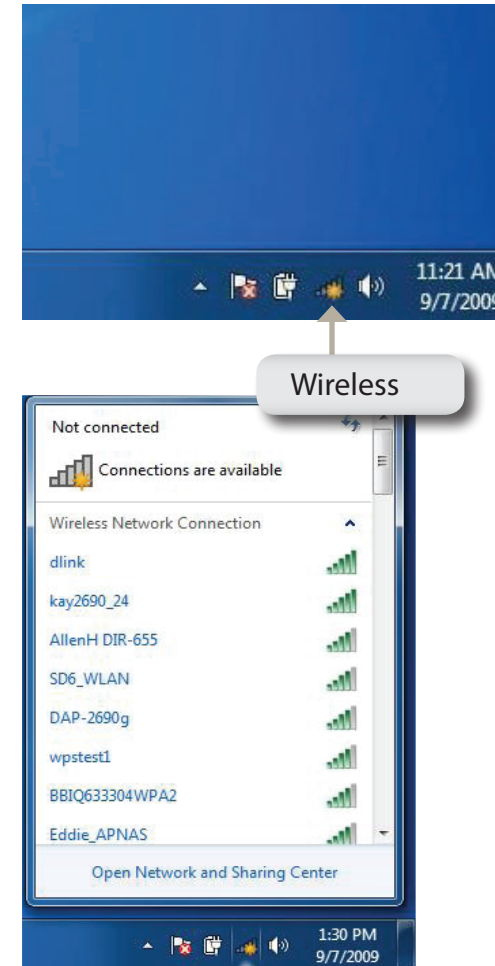 11:21 AM
9/7/2009
Wireless
Not connected
Connections are available
Wireless Network Connection
dlink
kay2690_24
AllenH DIR-655
SD6_WLAN
DAP-2690g
wpstest1
BBIQ633304WPA2
Eddie_APNAS
Open Network and Sharing Center
1:30 PM
9/7/2009